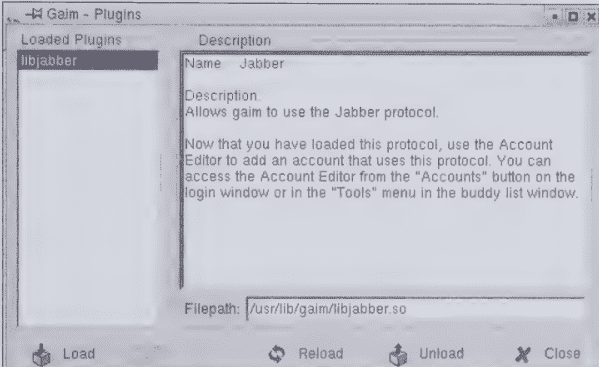 Gaim - Plugins
Loaded Plugins
Description
libjabber
Name Jabber
Description:
Allows gaim to use the Jabber protocol.
Now that you have loaded this protocol, use the Account
Editor to add an account that uses this protocol. You can
access the Account Editor from the "Accounts" button on the
login window or in the "Tools" menu in the buddy list window.
Filepath: /usr/lib/gaim/libjabber.so
Load
Reload
Unload
Close